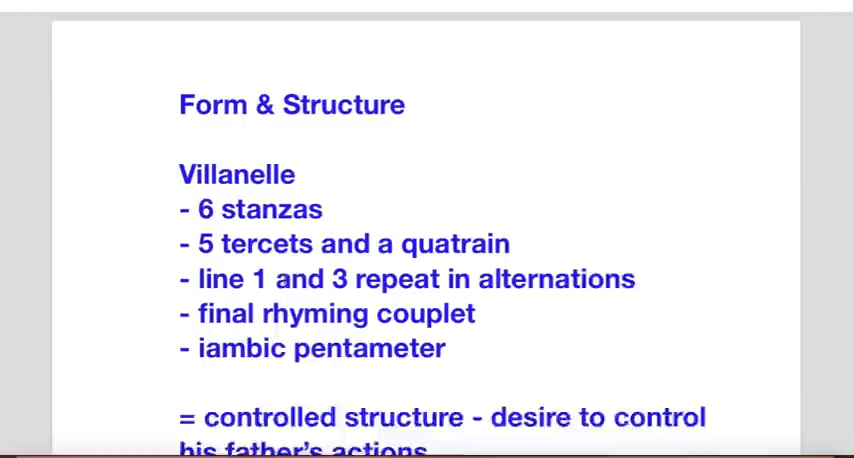 Form & Structure
Villanelle
- 6 stanzas
- 5 tercets and a quatrain
- line 1 and 3 repeat in alternations
- final rhyming couplet
- iambic pentameter
= controlled structure - desire to control
his father's actions